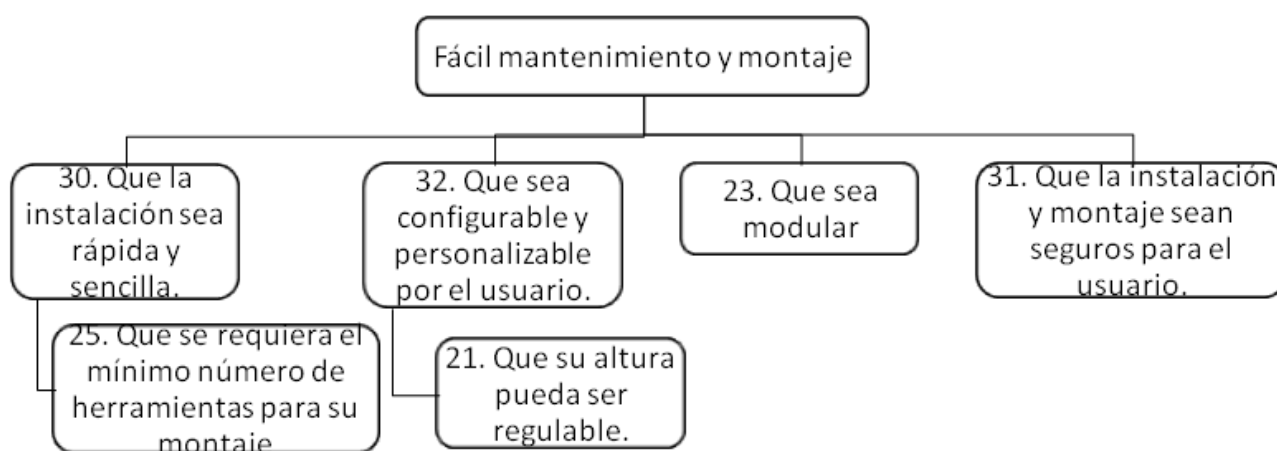 Fácil mantenimiento y montaje
30. Que la
instalación sea
rápida y
sencilla.
32. Que sea
configurable y
personalizable
por el usuario.
23. Que sea
modular
31. Que la instalación
y montaje sean
seguros para el
usuario.
25. Que se requiera el
mínimo número de
herramientas para su
montaje
21. Que su altura
pueda ser
regulable.